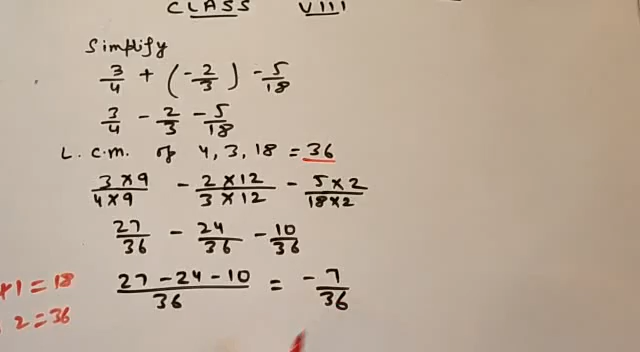 CLASS VIII
Simplify
3/4 + (-2/3) - 5/18
3/4 - 2/3 - 5/18
L.C.M. of 4, 3, 18 = 36
3×9/4×9 - 2×12/3×12 - 5×2/18×2
27/36 - 24/36 - 10/36
27-24-10/36 = -7/36
×1=18
2=36